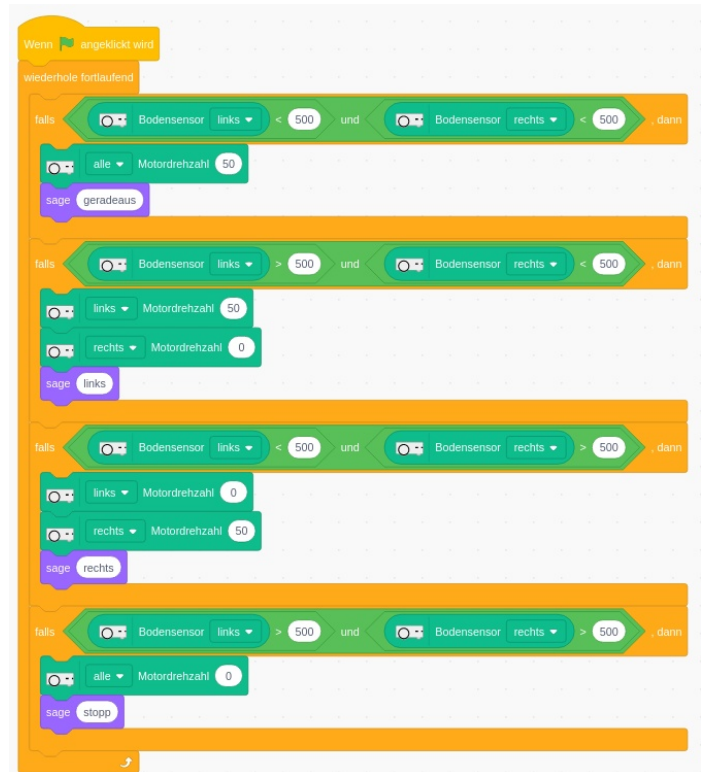 Wenn angeklickt wird
wiederhole fortlaufend
falls Bodensensor links < 500 und Bodensensor rechts < 500 , dann
alle Motordrehzahl 50
sage geradeaus
falls Bodensensor links > 500 und Bodensensor rechts < 500 , dann
links Motordrehzahl 50
rechts Motordrehzahl 0
sage links
falls Bodensensor links < 500 und Bodensensor rechts > 500 , dann
links Motordrehzahl 0
rechts Motordrehzahl 50
sage rechts
falls Bodensensor links > 500 und Bodensensor rechts > 500 , dann
alle Motordrehzahl 0
sage stopp